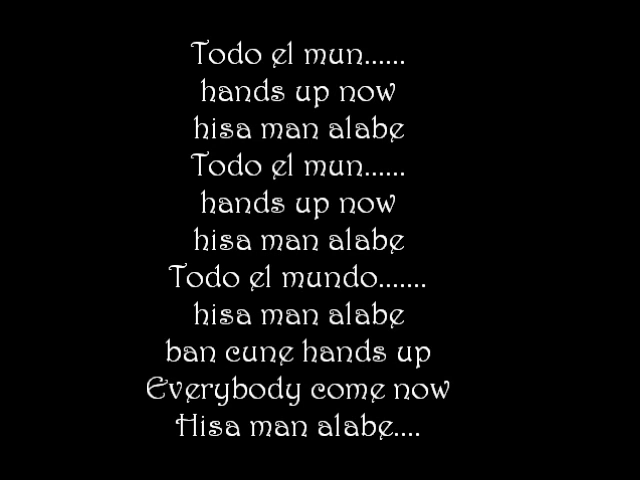 Todo el mun......
hands up now
hisa man alabe
Todo el mun......
hands up now
hisa man alabe
Todo el mundo.......
hisa man alabe
ban cune hands up
Everybody come now
Hisa man alabe....